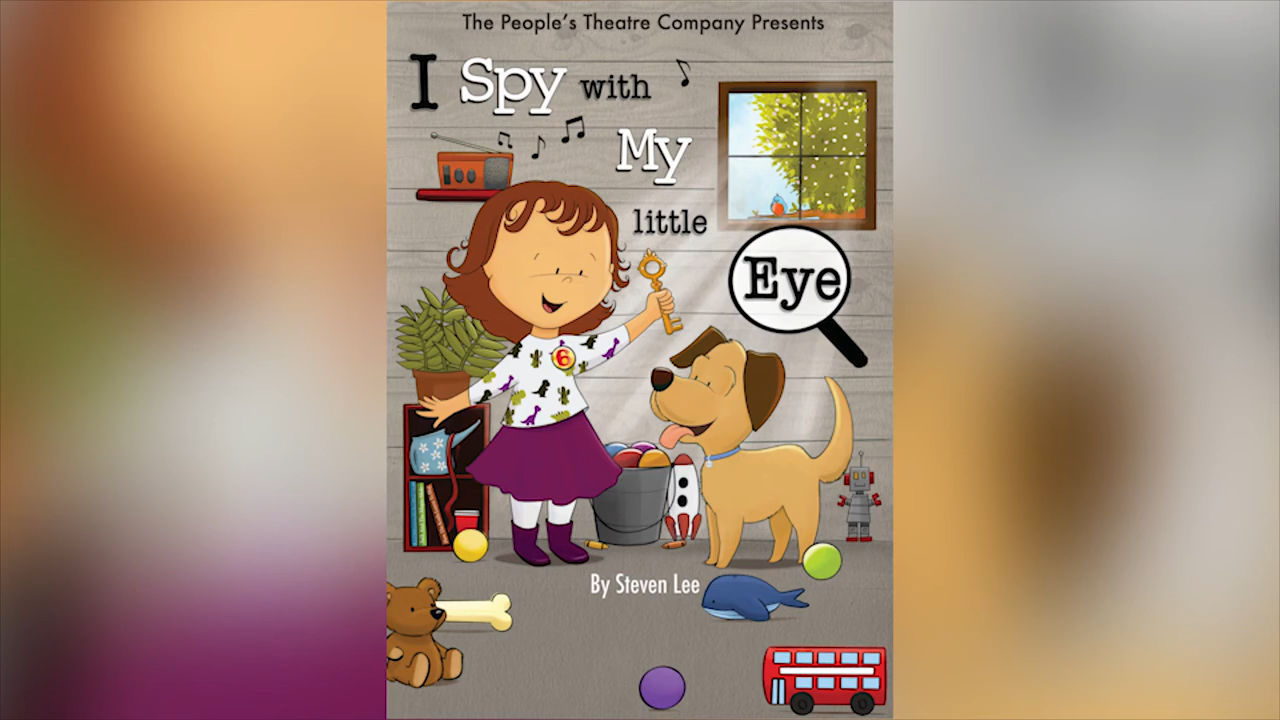 The People's Theatre Company Presents
I Spy with
My
little
Eye
6
By Steven Lee